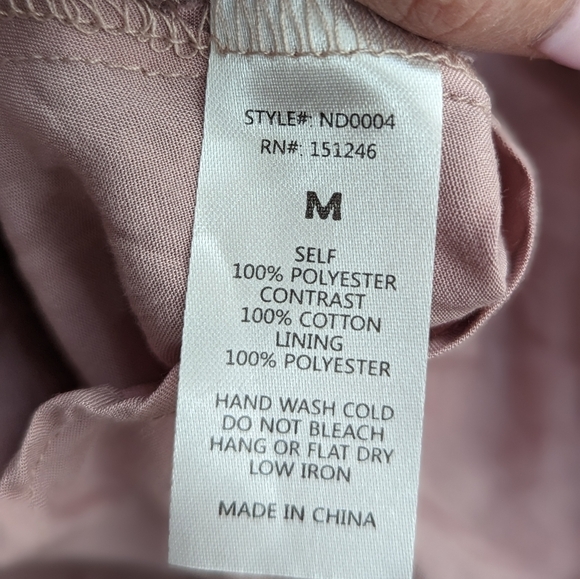 STYLE#: ND0004
RN#: 151246
M
SELF
100% POLYESTER
CONTRAST
100% COTTON
LINING
100% POLYESTER
HAND WASH COLD
DO NOT BLEACH
HANG OR FLAT DRY
LOW IRON
MADE IN CHINA